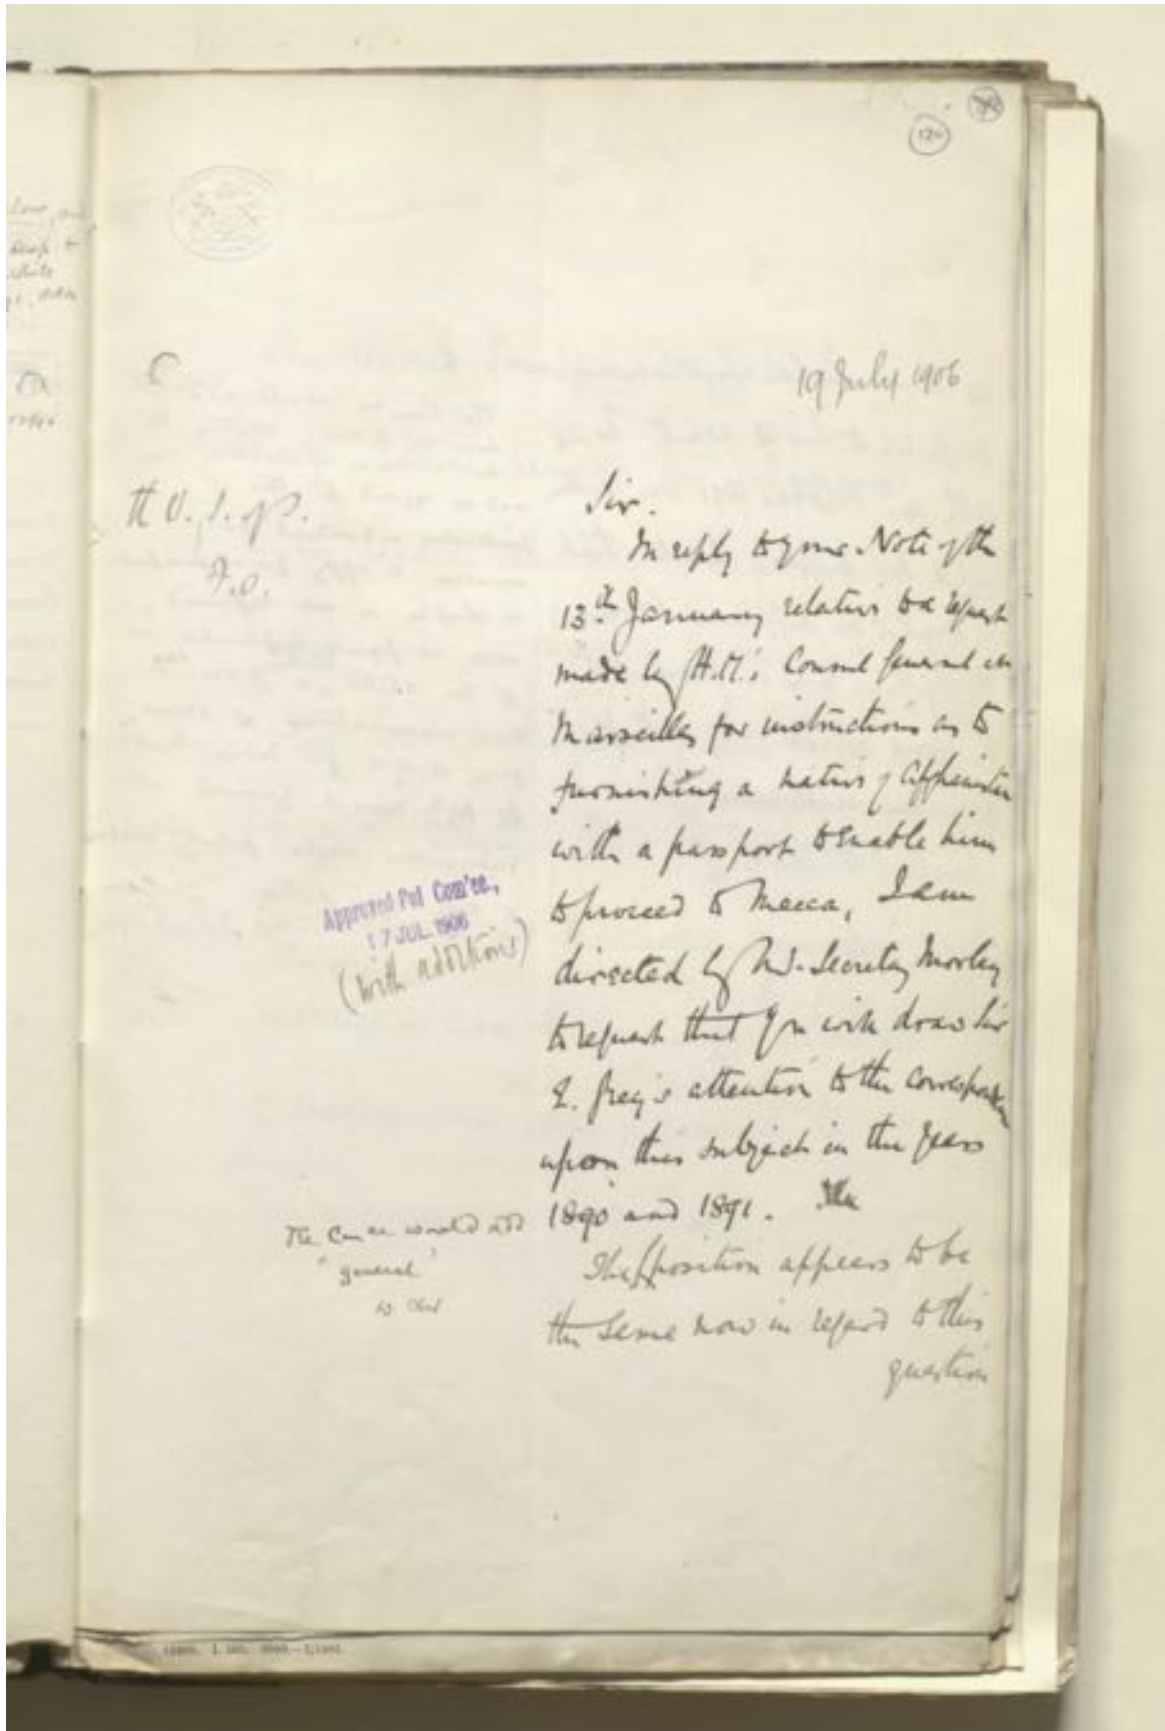 120
19 July 1906
C
The U. S. of S.
F.O.
Sir.
In reply to your Note of the
13th January relative to a request
made by H.M.'s Consul General at
Marseilles for instructions as to
furnishing a native of Afghanistan
with a passport to enable him
to proceed to Mecca, I am
directed by Mr. Secretary Morley
to request that you will draw Sir
E. Grey's attention to the correspondence
upon this subject in the years
1890 and 1891. The
The position appears to be
the same now in regard to this
question
Approved Pol Com'ee,
17 JUL 1906
(with additions)
The Cmee would add
"general"